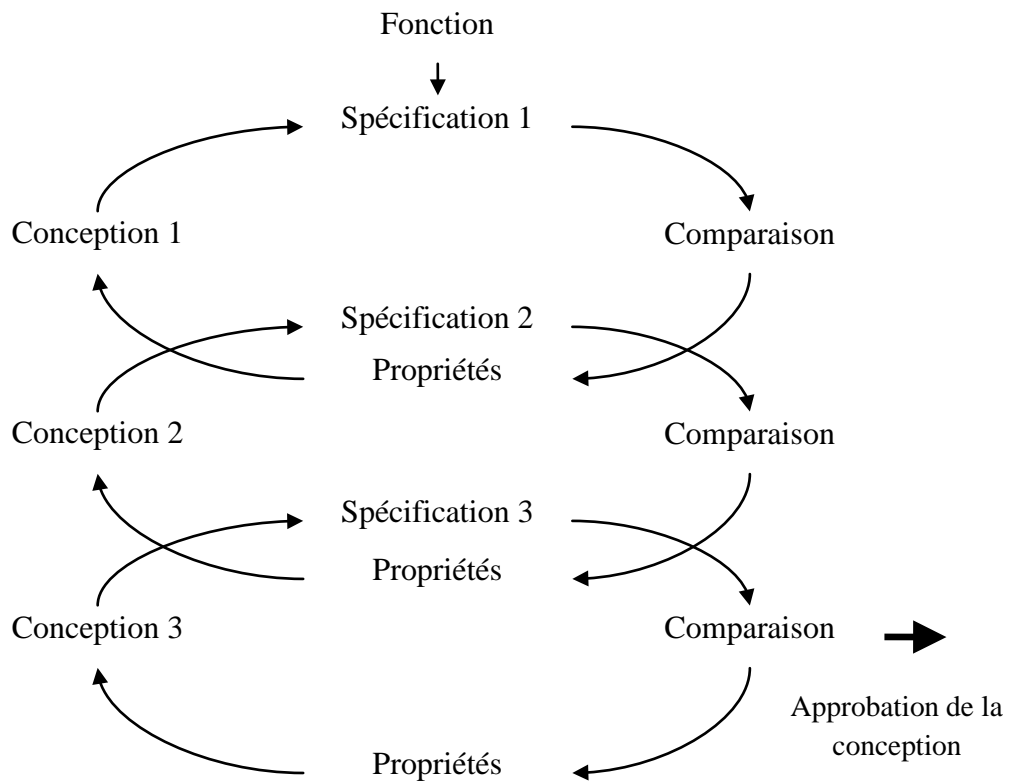 Fonction
Spécification 1
Conception 1
Comparaison
Spécification 2
Propriétés
Conception 2
Comparaison
Spécification 3
Propriétés
Conception 3
Comparaison
Approbation de la
conception
Propriétés